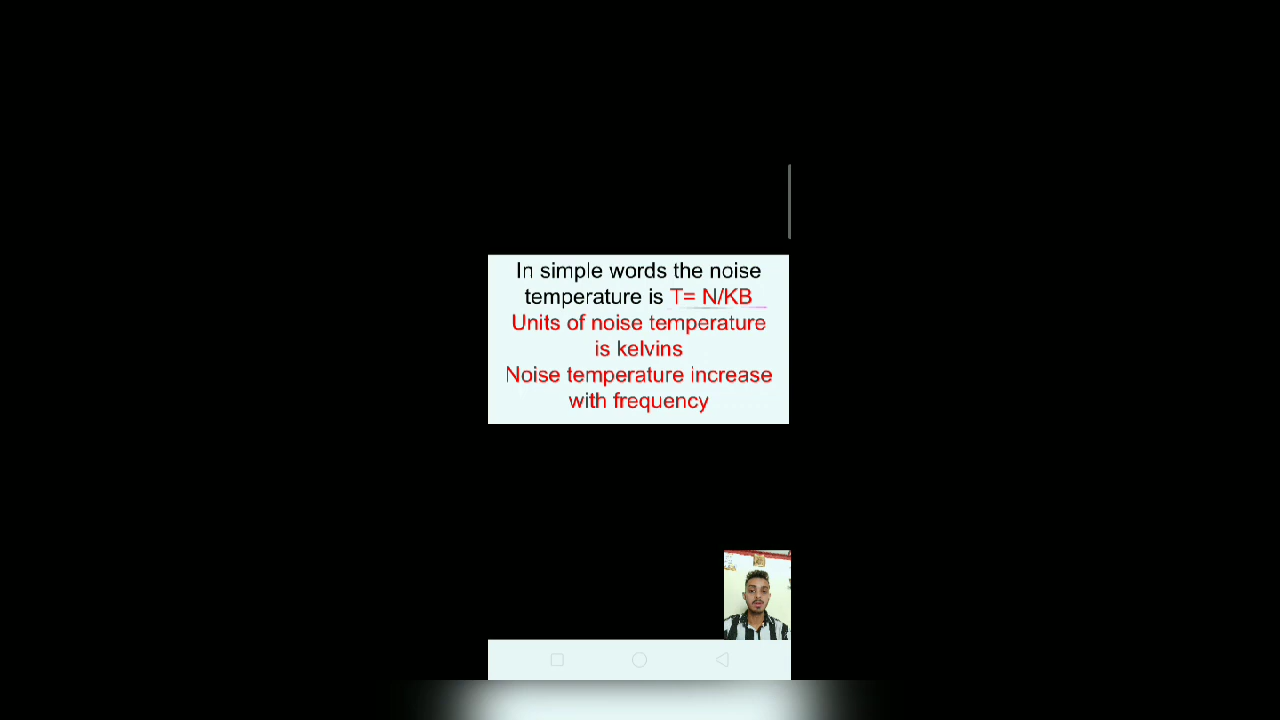 In simple words the noise
temperature is T= N/KB
Units of noise temperature
is kelvins
Noise temperature increase
with frequency